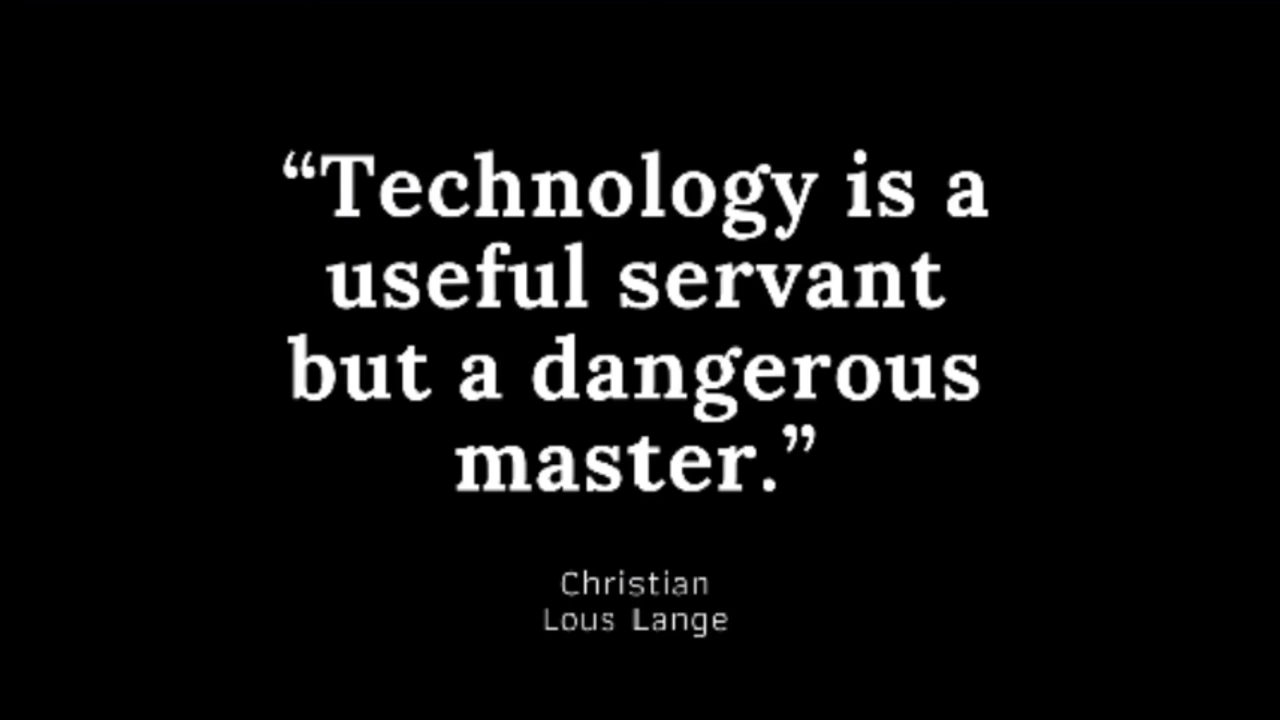 “Technology is a
useful servant
but a dangerous
master.”
Christian
Lous Lange